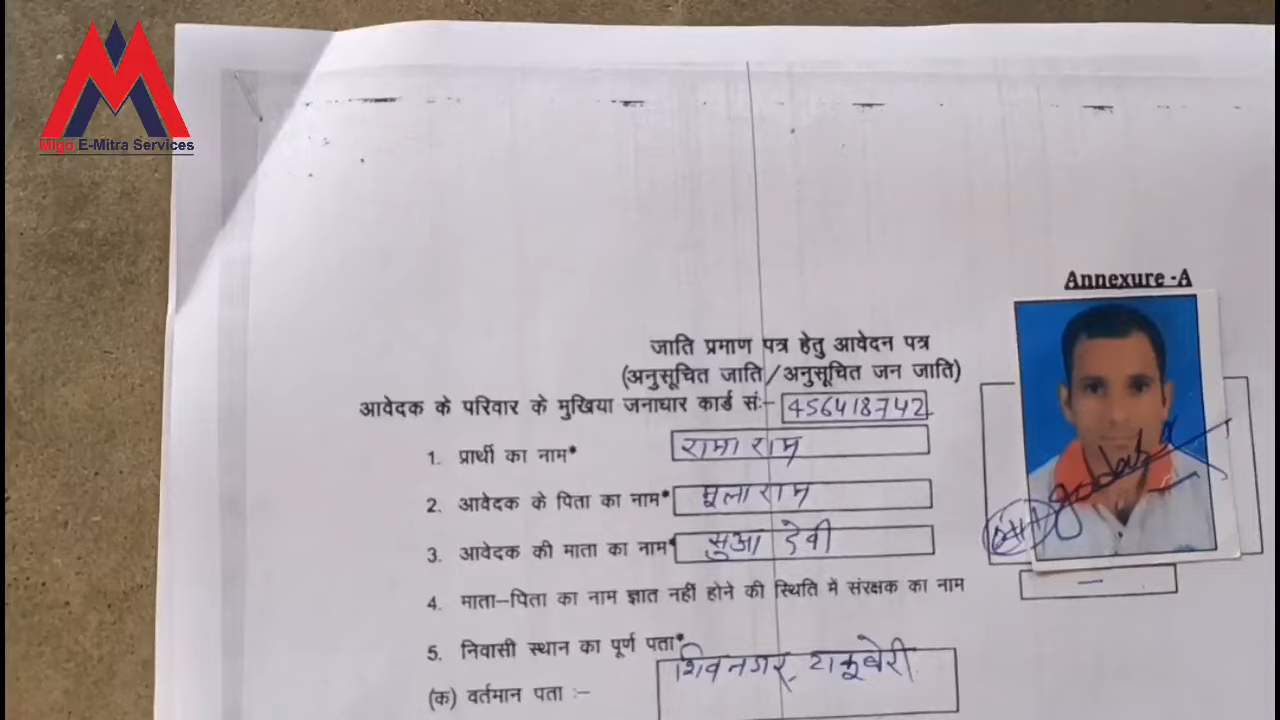 Migo E-Mitra Services
Annexure -A
जाति प्रमाण पत्र हेतु आवेदन पत्र
(अनुसूचित जाति/अनुसूचित जन जाति)
आवेदक के परिवार के मुखिया जनाधार कार्ड सं:- 456418742
1. प्रार्थी का नाम* रामा राम
2. आवेदक के पिता का नाम* मूला राम
3. आवेदक की माता का नाम* सुआ देवी
4. माता-पिता का नाम ज्ञात नहीं होने की स्थिति में संरक्षक का नाम —
5. निवासी स्थान का पूर्ण पता*
(क) वर्तमान पता :- शिवनगर,